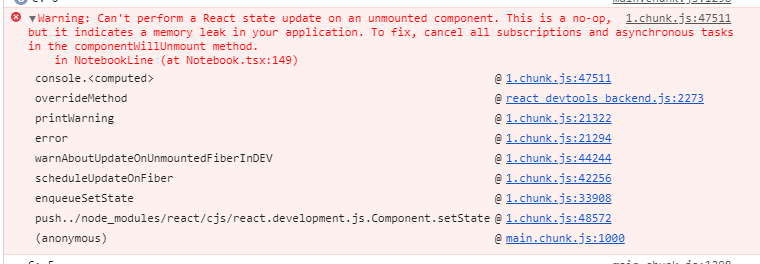 ▼Warning: Can't perform a React state update on an unmounted component. This is a no-op, 1.chunk.js:47511
but it indicates a memory leak in your application. To fix, cancel all subscriptions and asynchronous tasks
in the componentWillUnmount method.
in NotebookLine (at Notebook.tsx:149)
console.<computed> @ 1.chunk.js:47511
overrideMethod @ react_devtools_backend.js:2273
printWarning @ 1.chunk.js:21322
error @ 1.chunk.js:21294
warnAboutUpdateOnUnmountedFiberInDEV @ 1.chunk.js:44244
scheduleUpdateOnFiber @ 1.chunk.js:42256
enqueueSetState @ 1.chunk.js:33908
push../node_modules/react/cjs/react.development.js.Component.setState @ 1.chunk.js:48572
(anonymous) @ main.chunk.js:1000